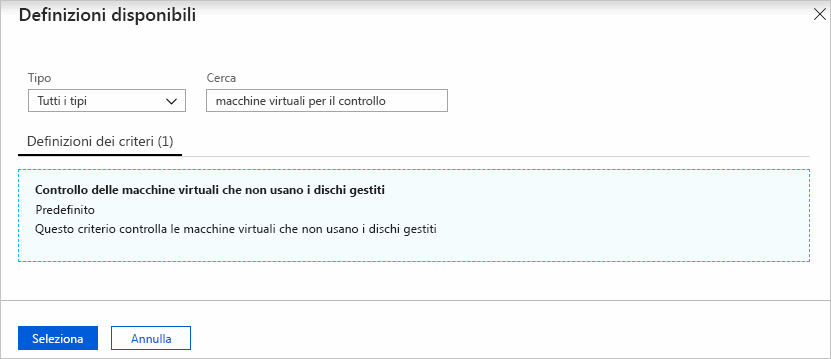 Definizioni disponibili
Tipo
Cerca
Tutti i tipi
macchine virtuali per il controllo
Definizioni dei criteri (1)
Controllo delle macchine virtuali che non usano i dischi gestiti
Predefinito
Questo criterio controlla le macchine virtuali che non usano i dischi gestiti
Seleziona
Annulla